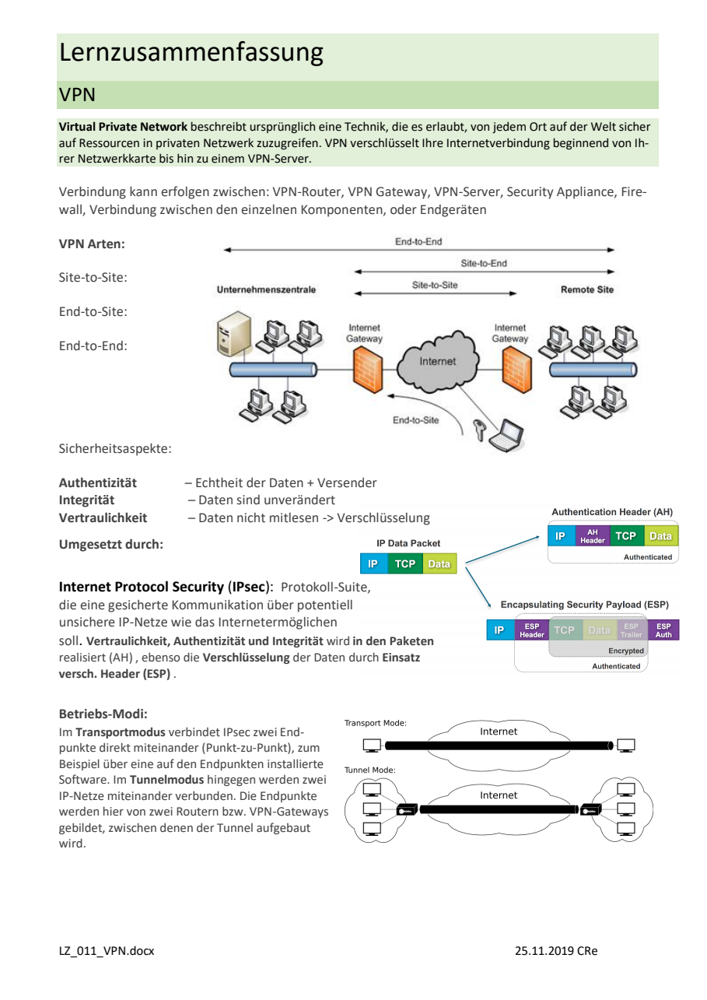 Lernzusammenfassung
VPN
Virtual Private Network beschreibt ursprünglich eine Technik, die es erlaubt, von jedem Ort auf der Welt sicher
auf Ressourcen in privaten Netzwerk zuzugreifen. VPN verschlüsselt Ihre Internetverbindung beginnend von Ih-
rer Netzwerkkarte bis hin zu einem VPN-Server.
Verbindung kann erfolgen zwischen: VPN-Router, VPN Gateway, VPN-Server, Security Appliance, Fire-
wall, Verbindung zwischen den einzelnen Komponenten, oder Endgeräten
VPN Arten:
Site-to-Site:
End-to-Site:
End-to-End:
End-to-End
Site-to-End
Site-to-Site
Unternehmenszentrale
Remote Site
Internet
Gateway
Internet
Gateway
Internet
End-to-Site
Sicherheitsaspekte:
Authentizität – Echtheit der Daten + Versender
Integrität – Daten sind unverändert
Vertraulichkeit – Daten nicht mitlesen -> Verschlüsselung
Umgesetzt durch:
IP Data Packet
IP TCP Data
Authentication Header (AH)
IP AH Header TCP Data
Authenticated
Encapsulating Security Payload (ESP)
IP ESP Header TCP Data ESP Trailer ESP Auth
Encrypted
Authenticated
Internet Protocol Security (IPsec): Protokoll-Suite,
die eine gesicherte Kommunikation über potentiell
unsichere IP-Netze wie das Internetermöglichen
soll. Vertraulichkeit, Authentizität und Integrität wird in den Paketen
realisiert (AH) , ebenso die Verschlüsselung der Daten durch Einsatz
versch. Header (ESP) .
Betriebs-Modi:
Im Transportmodus verbindet IPsec zwei End-
punkte direkt miteinander (Punkt-zu-Punkt), zum
Beispiel über eine auf den Endpunkten installierte
Software. Im Tunnelmodus hingegen werden zwei
IP-Netze miteinander verbunden. Die Endpunkte
werden hier von zwei Routern bzw. VPN-Gateways
gebildet, zwischen denen der Tunnel aufgebaut
wird.
Transport Mode:
Internet
Tunnel Mode:
Internet
LZ_011_VPN.docx 25.11.2019 CRe